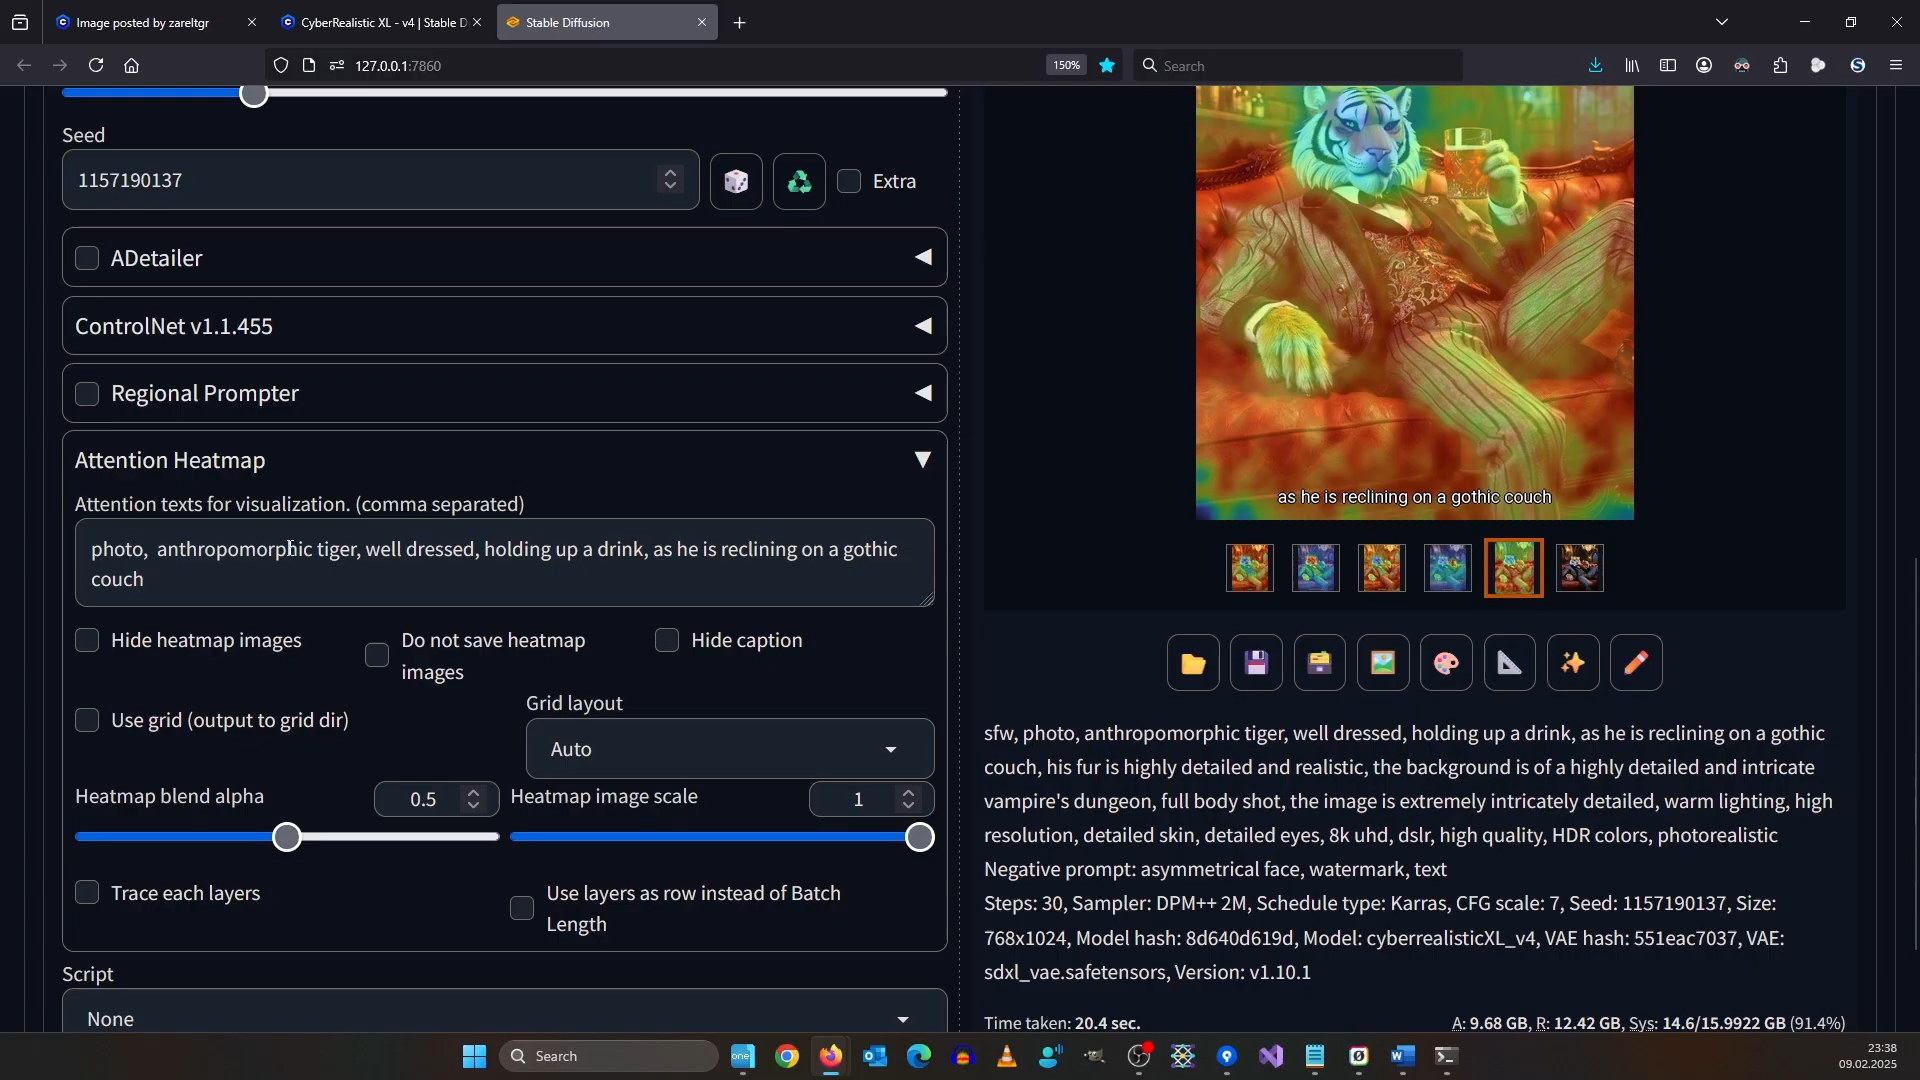 Image posted by zareltgr
CyberRealistic XL - v4 | Stable D
Stable Diffusion
127.0.0.1:7860
150%
Search
Seed
1157190137
Extra
ADetailer
ControlNet v1.1.455
Regional Prompter
Attention Heatmap
Attention texts for visualization. (comma separated)
photo,  anthropomorphic tiger, well dressed, holding up a drink, as he is reclining on a gothic
couch
Hide heatmap images
Do not save heatmap
images
Hide caption
Use grid (output to grid dir)
Grid layout
Auto
Heatmap blend alpha
0.5
Heatmap image scale
1
Trace each layers
Use layers as row instead of Batch
Length
Script
None
as he is reclining on a gothic couch
sfw, photo, anthropomorphic tiger, well dressed, holding up a drink, as he is reclining on a gothic
couch, his fur is highly detailed and realistic, the background is of a highly detailed and intricate
vampire's dungeon, full body shot, the image is extremely intricately detailed, warm lighting, high
resolution, detailed skin, detailed eyes, 8k uhd, dslr, high quality, HDR colors, photorealistic
Negative prompt: asymmetrical face, watermark, text
Steps: 30, Sampler: DPM++ 2M, Schedule type: Karras, CFG scale: 7, Seed: 1157190137, Size:
768x1024, Model hash: 8d640d619d, Model: cyberrealisticXL_v4, VAE hash: 551eac7037, VAE:
sdxl_vae.safetensors, Version: v1.10.1
Time taken: 20.4 sec.
A: 9.68 GB, R: 12.42 GB, Sys: 14.6/15.9922 GB (91.4%)
Search
one
23:38
09.02.2025